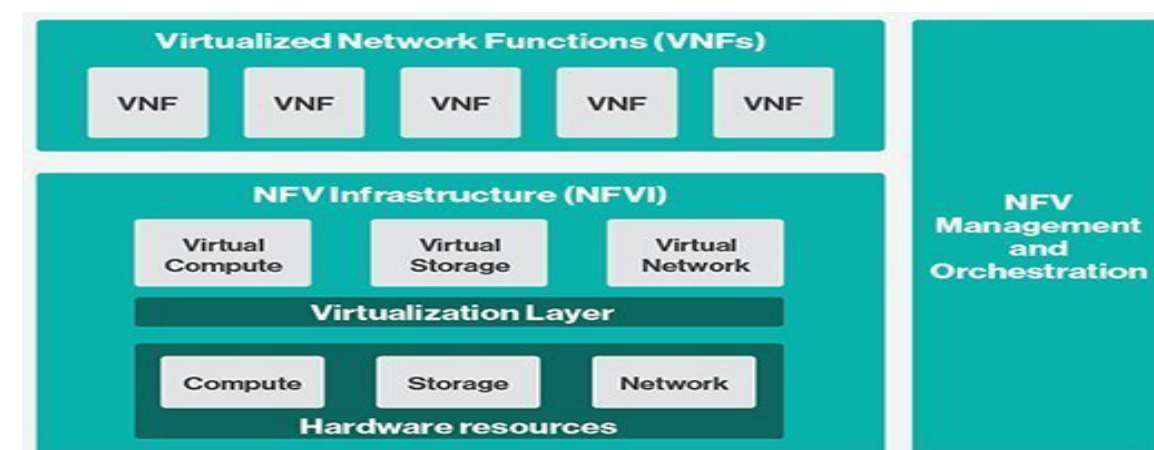 Virtualized Network Functions (VNFs)
VNF VNF VNF VNF VNF
NFV Infrastructure (NFVI)
Virtual Compute
Virtual Storage
Virtual Network
Virtualization Layer
Compute Storage Network
Hardware resources
NFV
Management
and
Orchestration